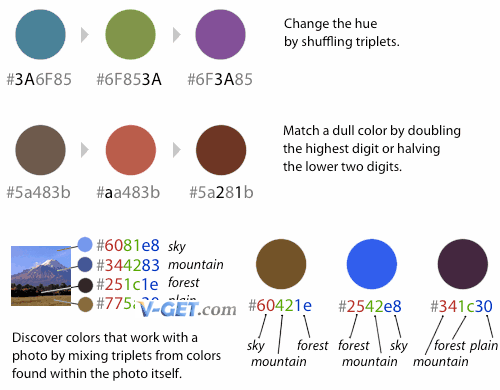 Change the hue
by shuffling triplets.
#3A6F85 #6F853A #6F3A85
Match a dull color by doubling
the highest digit or halving
the lower two digits.
#5a483b #aa483b #5a281b
#6081e8 sky
#344283 mountain
#251c1e forest
plain
V-GET.com
#60421e #2542e8 #341c30
sky forest forest sky forest plain
mountain mountain mountain
Discover colors that work with a
photo by mixing triplets from colors
found within the photo itself.